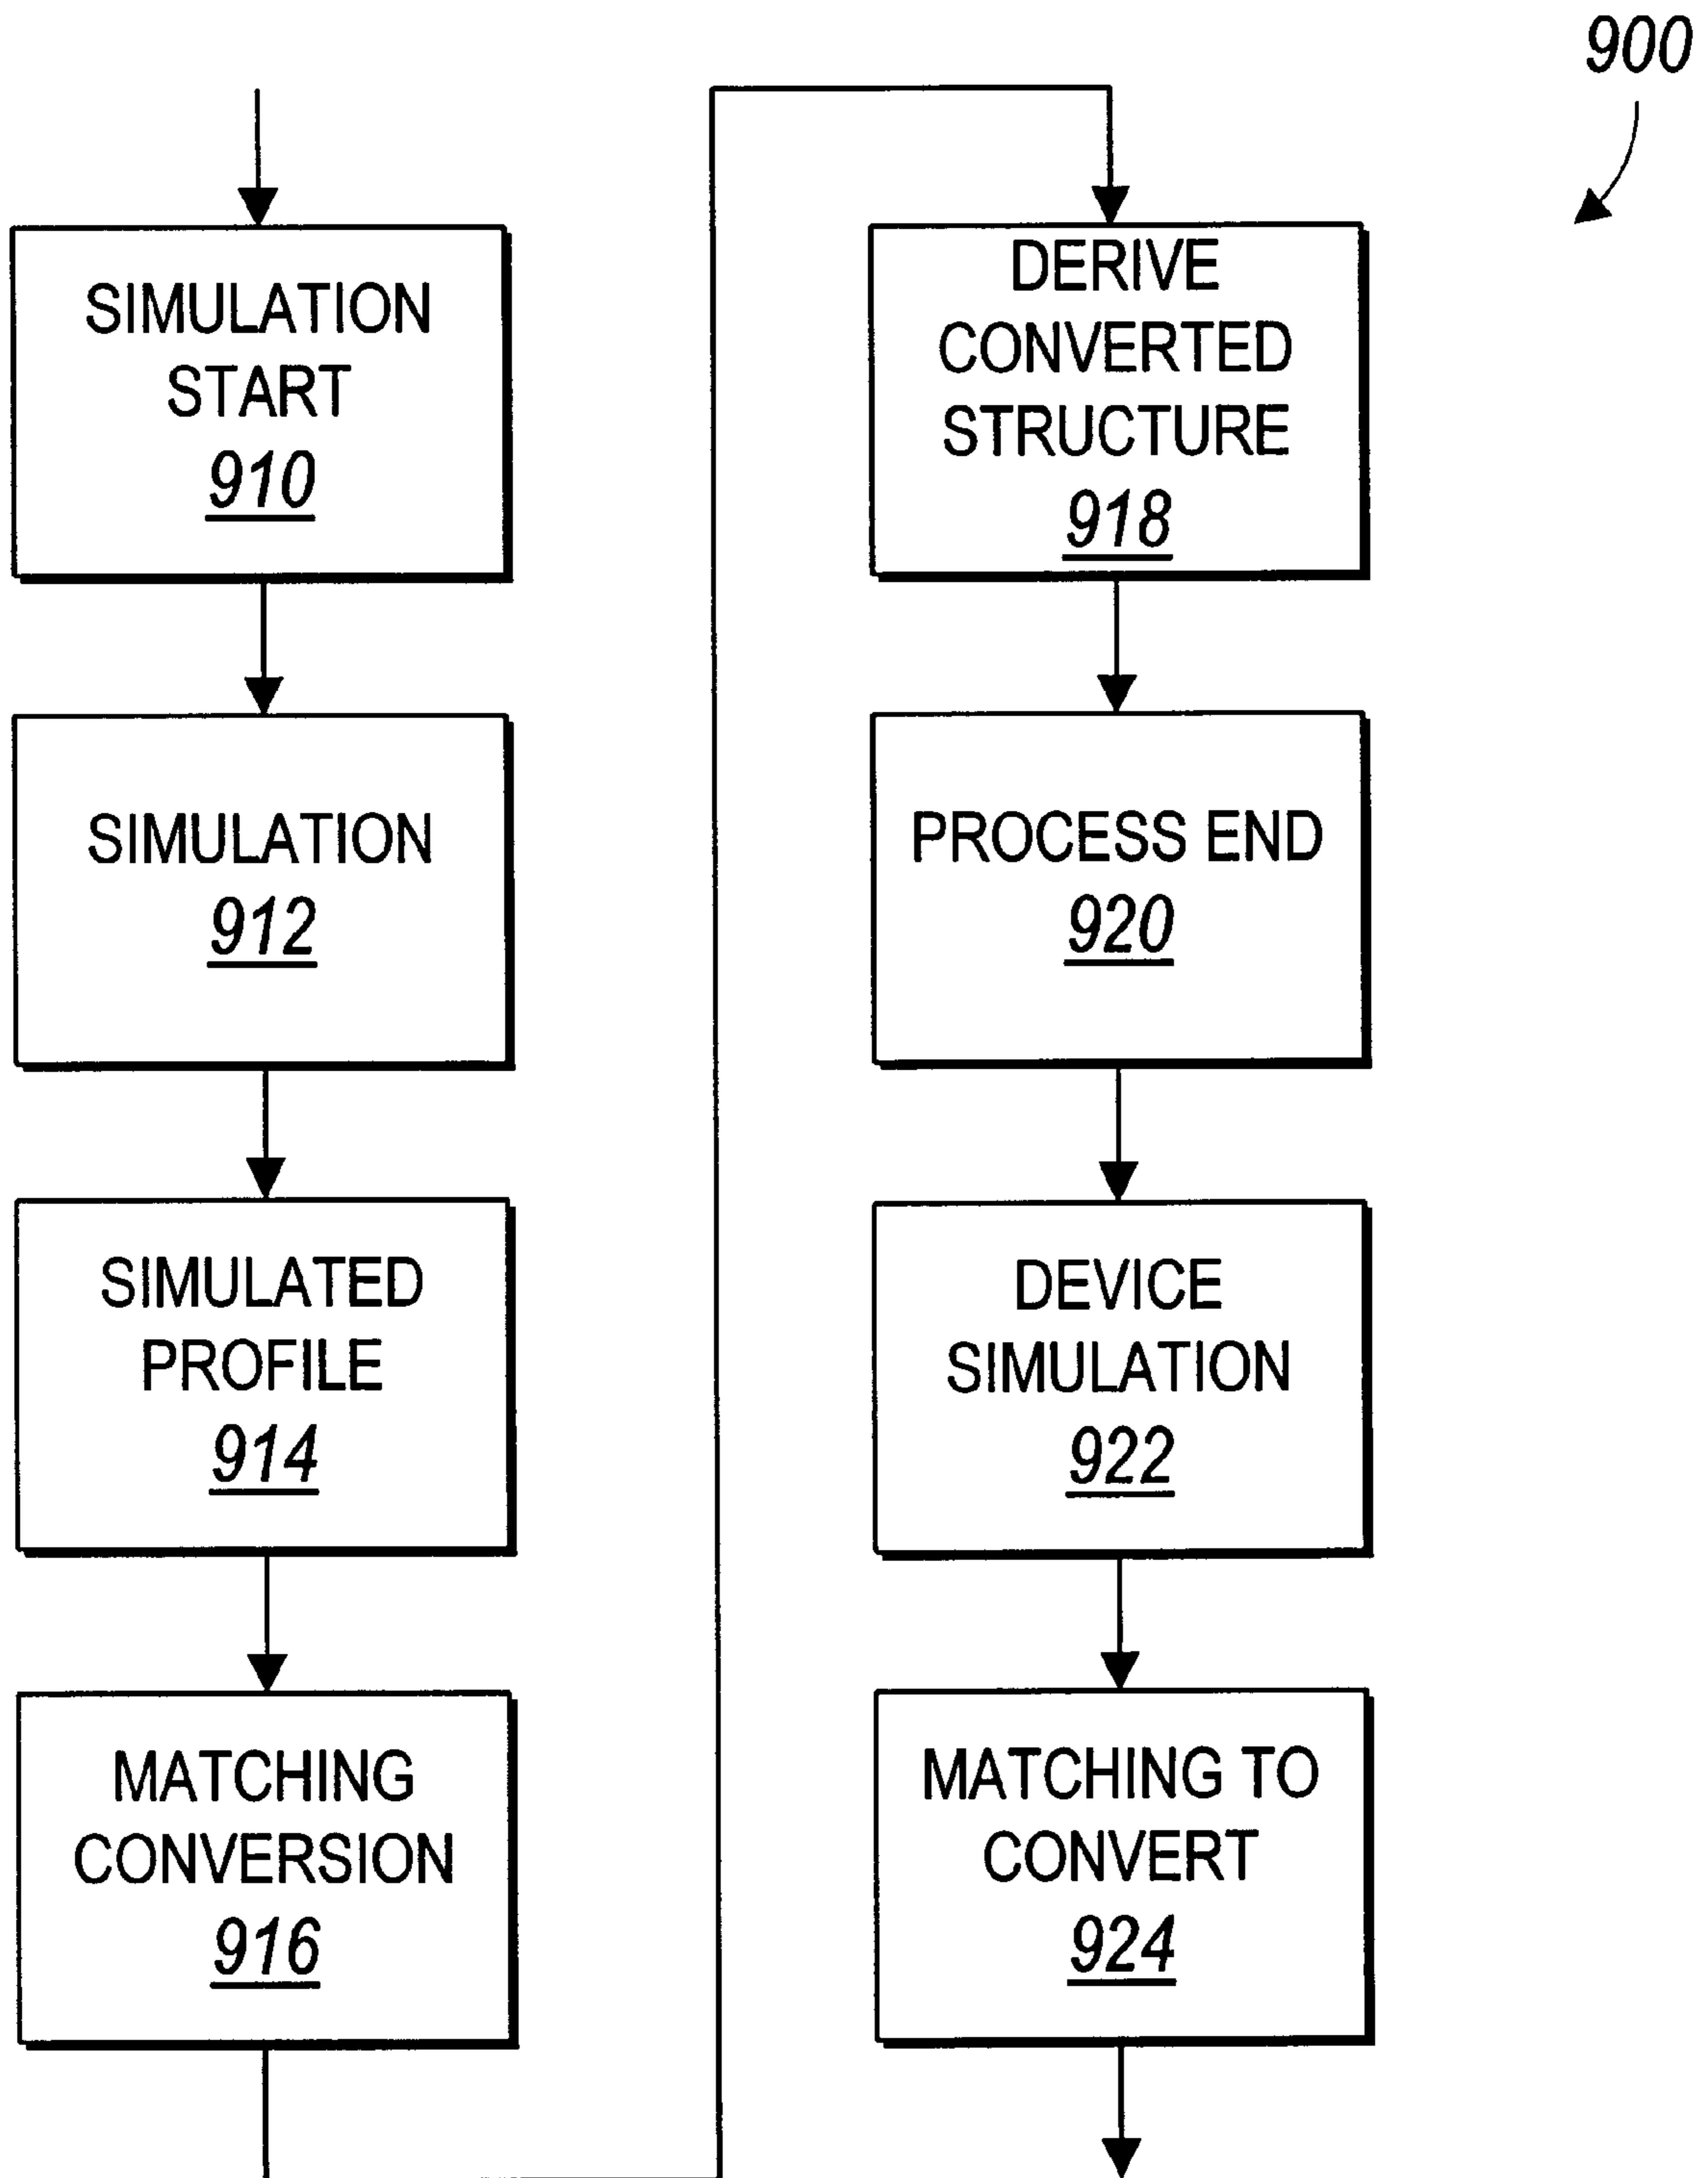 900
SIMULATION
START
910
SIMULATION
912
SIMULATED
PROFILE
914
MATCHING
CONVERSION
916
DERIVE
CONVERTED
STRUCTURE
918
PROCESS END
920
DEVICE
SIMULATION
922
MATCHING TO
CONVERT
924